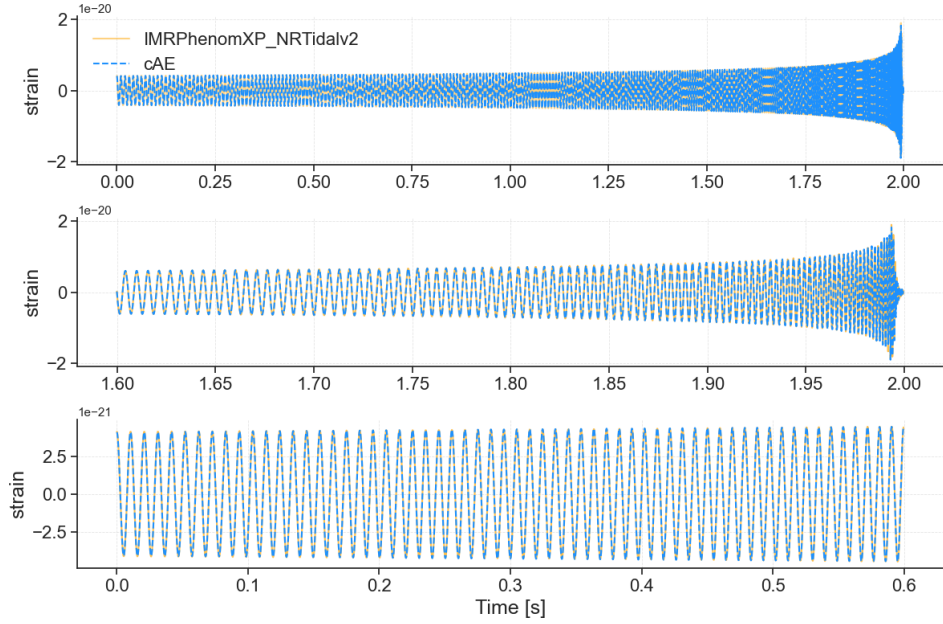 1e−20
IMRPhenomXP_NRTidalv2
cAE
2
0
−2
strain
0.00 0.25 0.50 0.75 1.00 1.25 1.50 1.75 2.00
1e−20
2
0
−2
strain
1.60 1.65 1.70 1.75 1.80 1.85 1.90 1.95 2.00
1e−21
2.5
0.0
−2.5
strain
0.0 0.1 0.2 0.3 0.4 0.5 0.6
Time [s]